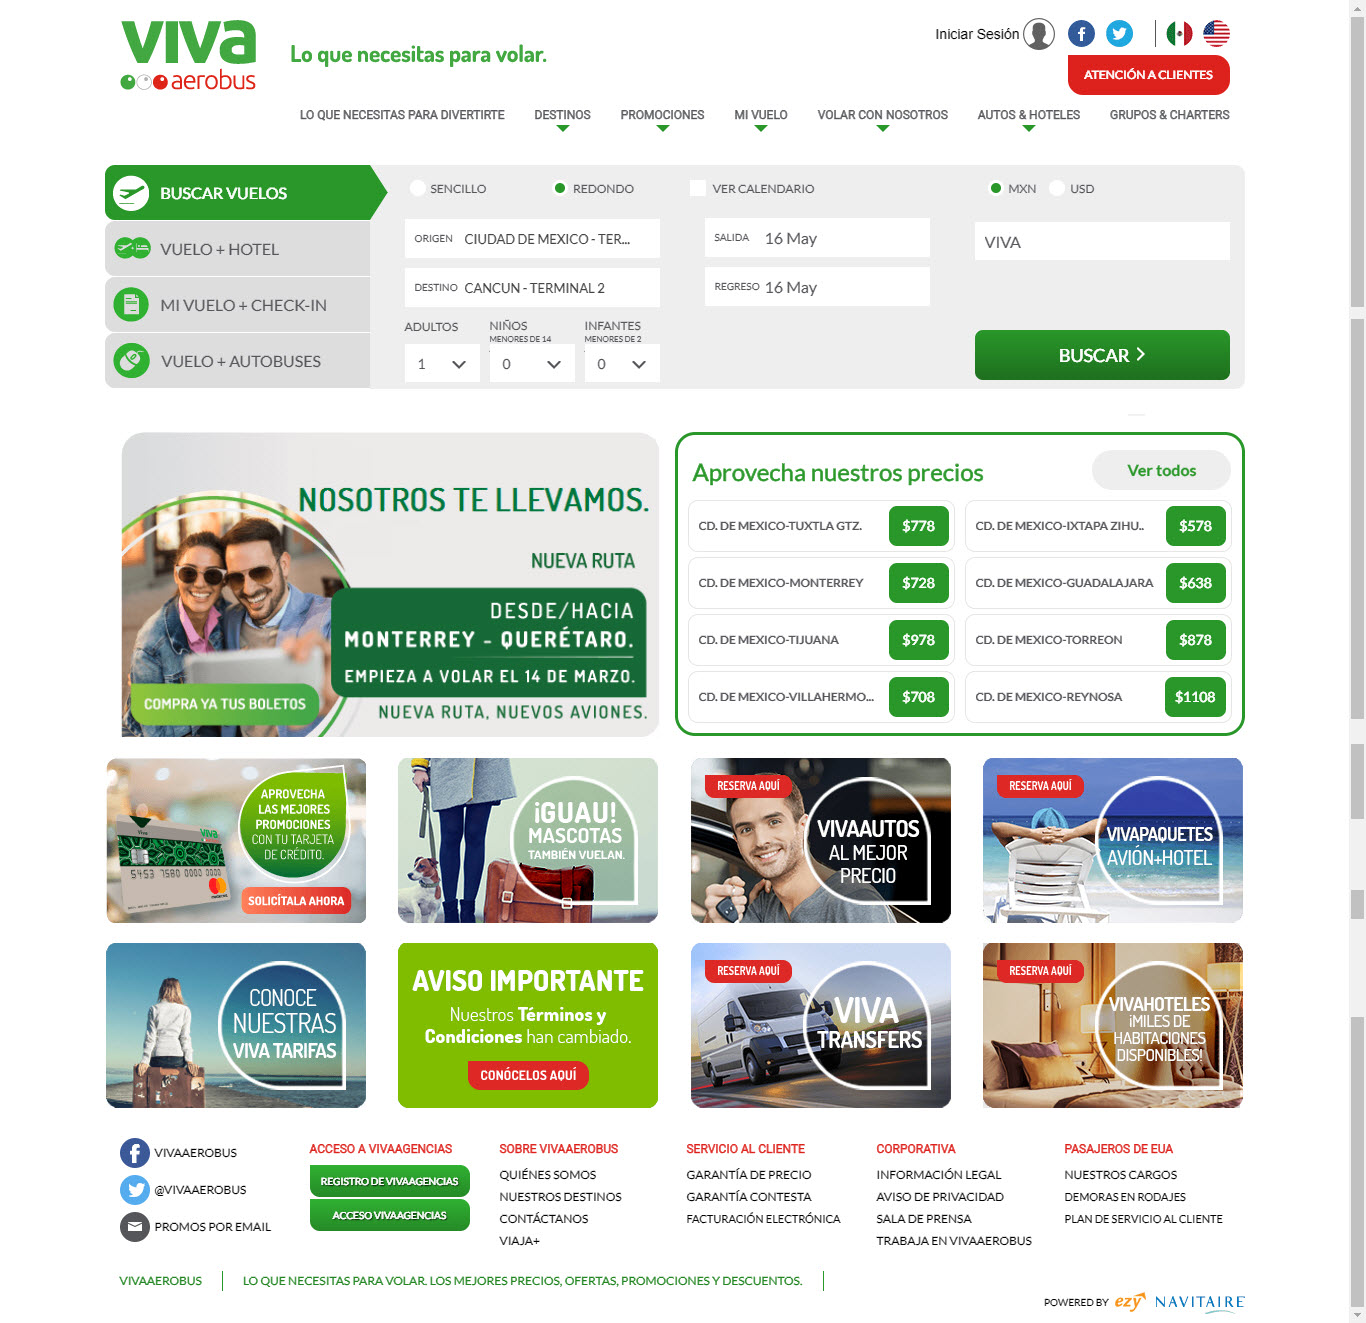 VIVA
aerobus
Lo que necesitas para volar.
Iniciar Sesión
ATENCIÓN A CLIENTES
LO QUE NECESITAS PARA DIVERTIRTE
DESTINOS
PROMOCIONES
MI VUELO
VOLAR CON NOSOTROS
AUTOS & HOTELES
GRUPOS & CHARTERS
BUSCAR VUELOS
VUELO + HOTEL
MI VUELO + CHECK-IN
VUELO + AUTOBUSES
SENCILLO
REDONDO
VER CALENDARIO
MXN
USD
ORIGEN CIUDAD DE MEXICO - TER...
SALIDA 16 May
VIVA
DESTINO CANCUN - TERMINAL 2
REGRESO 16 May
ADULTOS
NIÑOS
MENORES DE 14
INFANTES
MENORES DE 2
1
0
0
BUSCAR
NOSOTROS TE LLEVAMOS.
NUEVA RUTA
DESDE/HACIA
MONTERREY - QUERÉTARO.
EMPIEZA A VOLAR EL 14 DE MARZO.
COMPRA YA TUS BOLETOS
NUEVA RUTA, NUEVOS AVIONES.
Aprovecha nuestros precios
Ver todos
CD. DE MEXICO-TUXTLA GTZ. $778
CD. DE MEXICO-IXTAPA ZIHU.. $578
CD. DE MEXICO-MONTERREY $728
CD. DE MEXICO-GUADALAJARA $638
CD. DE MEXICO-TIJUANA $978
CD. DE MEXICO-TORREON $878
CD. DE MEXICO-VILLAHERMO... $708
CD. DE MEXICO-REYNOSA $1108
APROVECHA
LAS MEJORES
PROMOCIONES
CON TU TARJETA
DE CRÉDITO.
SOLICÍTALA AHORA
Viva
VIVA
5453 7580 0000 0000
¡GUAU!
MASCOTAS
TAMBIÉN VUELAN.
RESERVA AQUÍ
VIVAAUTOS
AL MEJOR
PRECIO
RESERVA AQUÍ
VIVAPAQUETES
AVIÓN+HOTEL
CONOCE
NUESTRAS
VIVA TARIFAS
AVISO IMPORTANTE
Nuestros Términos y
Condiciones han cambiado.
CONÓCELOS AQUÍ
RESERVA AQUÍ
VIVA
TRANSFERS
RESERVA AQUÍ
VIVAHOTELES
¡MILES DE
HABITACIONES
DISPONIBLES!
VIVAAEROBUS
@VIVAAEROBUS
PROMOS POR EMAIL
ACCESO A VIVAAGENCIAS
REGISTRO DE VIVAAGENCIAS
ACCESO VIVAAGENCIAS
SOBRE VIVAAEROBUS
QUIÉNES SOMOS
NUESTROS DESTINOS
CONTÁCTANOS
VIAJA+
SERVICIO AL CLIENTE
GARANTÍA DE PRECIO
GARANTÍA CONTESTA
FACTURACIÓN ELECTRÓNICA
CORPORATIVA
INFORMACIÓN LEGAL
AVISO DE PRIVACIDAD
SALA DE PRENSA
TRABAJA EN VIVAAEROBUS
PASAJEROS DE EUA
NUESTROS CARGOS
DEMORAS EN RODAJES
PLAN DE SERVICIO AL CLIENTE
VIVAAEROBUS
LO QUE NECESITAS PARA VOLAR. LOS MEJORES PRECIOS, OFERTAS, PROMOCIONES Y DESCUENTOS.
POWERED BY ezy NAVITAIRE